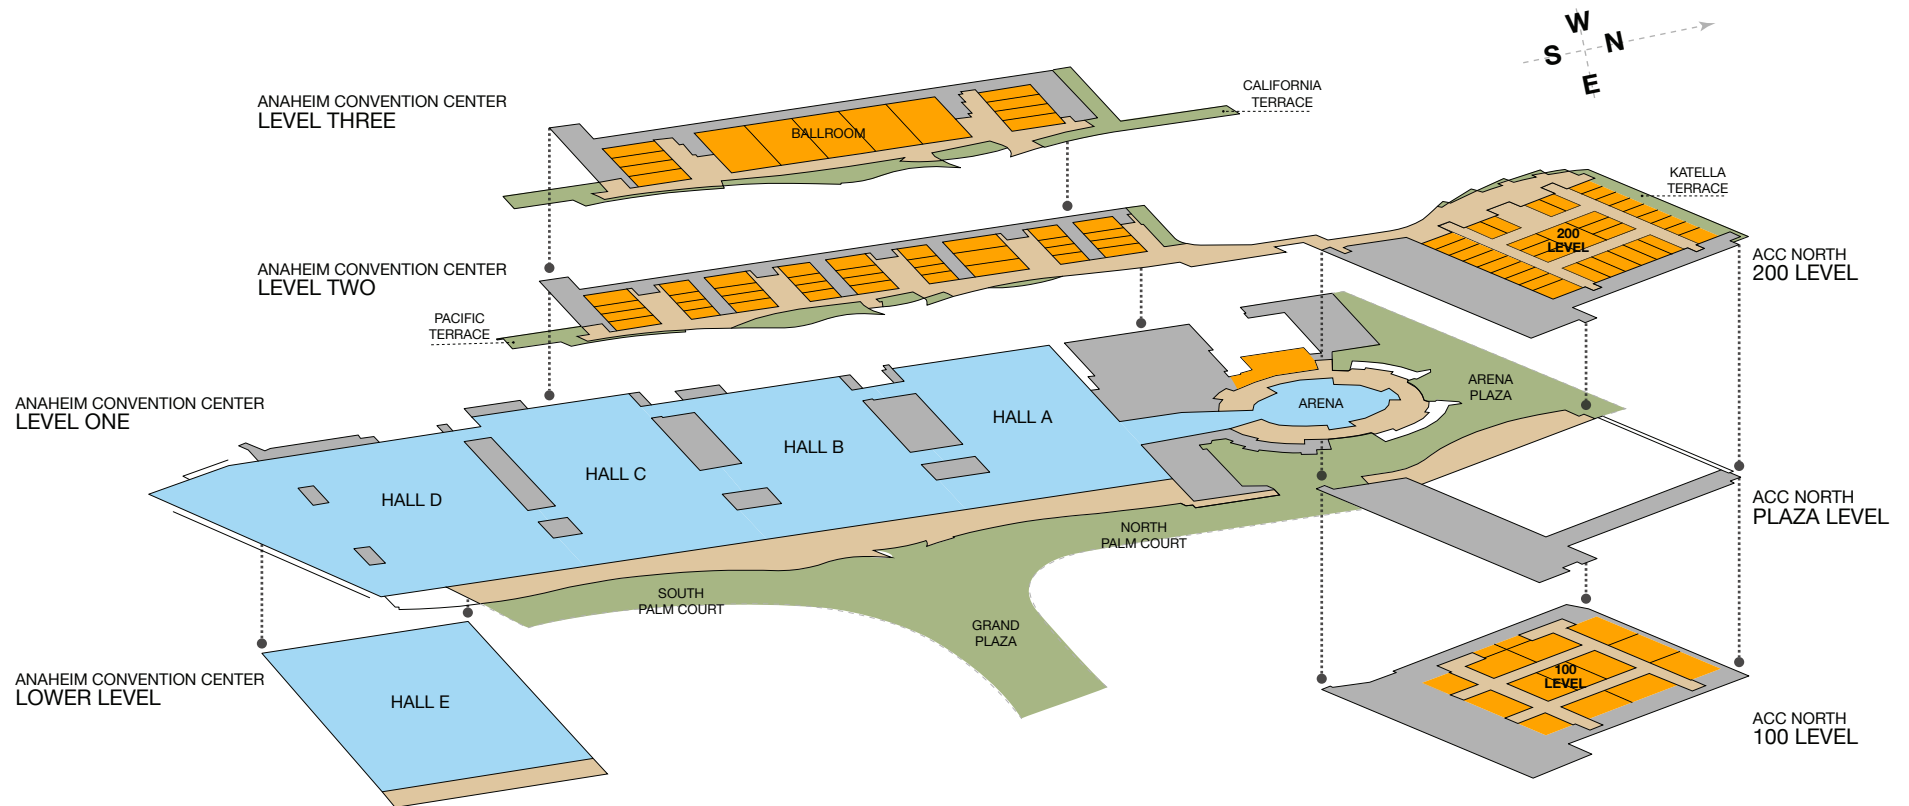 W
S N
E
ANAHEIM CONVENTION CENTER
LEVEL THREE
BALLROOM
CALIFORNIA
TERRACE
KATELLA
TERRACE
200
LEVEL
ACC NORTH
200 LEVEL
ANAHEIM CONVENTION CENTER
LEVEL TWO
PACIFIC
TERRACE
ANAHEIM CONVENTION CENTER
LEVEL ONE
HALL D
HALL C
HALL B
HALL A
ARENA
ARENA
PLAZA
ACC NORTH
PLAZA LEVEL
NORTH
PALM COURT
SOUTH
PALM COURT
GRAND
PLAZA
ANAHEIM CONVENTION CENTER
LOWER LEVEL
HALL E
100
LEVEL
ACC NORTH
100 LEVEL